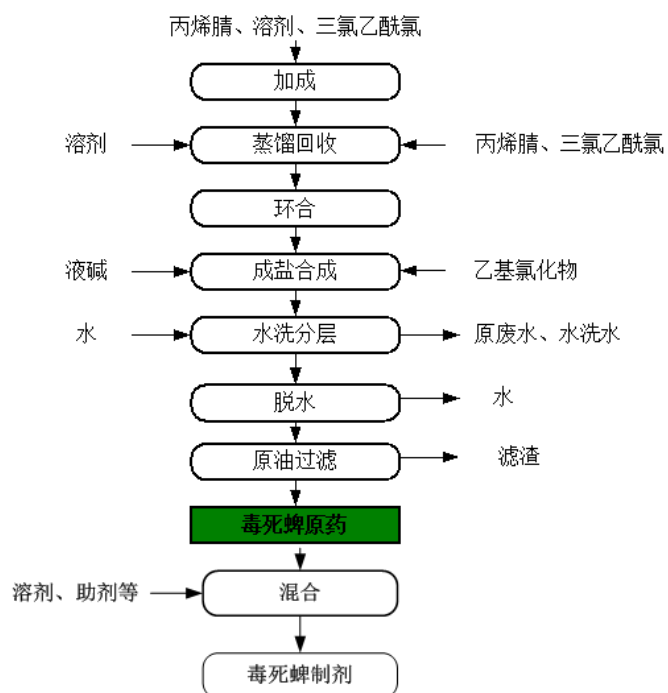 丙烯腈、溶剂、三氯乙酰氯
加成
溶剂
蒸馏回收
丙烯腈、三氯乙酰氯
环合
液碱
成盐合成
乙基氯化物
水
水洗分层
原废水、水洗水
脱水
水
原油过滤
滤渣
毒死蜱原药
溶剂、助剂等
混合
毒死蜱制剂